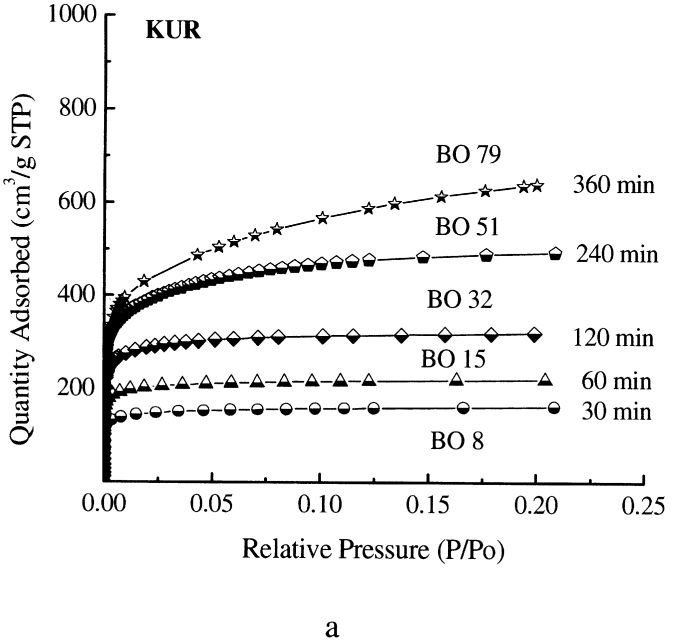 KUR
1000
800
600
400
200
Quantity Adsorbed (cm³/g STP)
BO 79
360 min
BO 51
240 min
BO 32
120 min
BO 15
60 min
30 min
BO 8
0.00 0.05 0.10 0.15 0.20 0.25
Relative Pressure (P/Po)
a